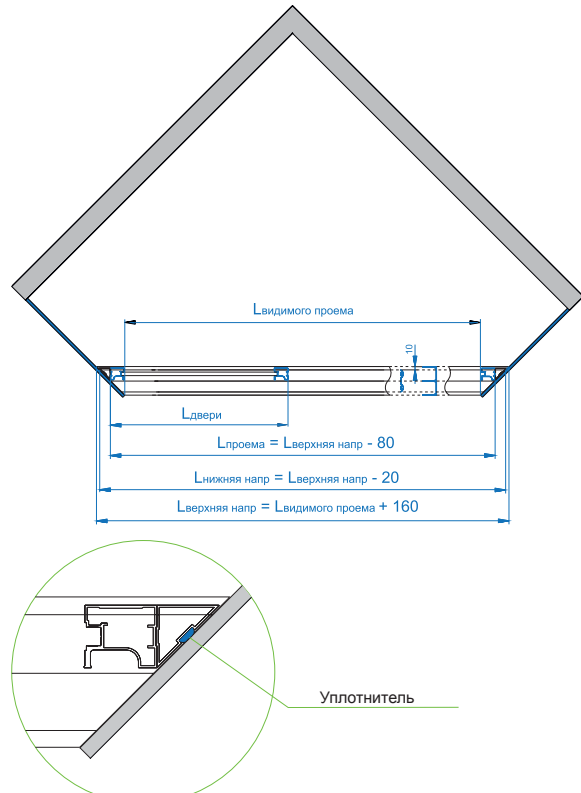 Lвидимого проема
10
Lдвери
Lпроема = Lверхняя напр - 80
Lнижняя напр = Lверхняя напр - 20
Lверхняя напр = Lвидимого проема + 160
Уплотнитель